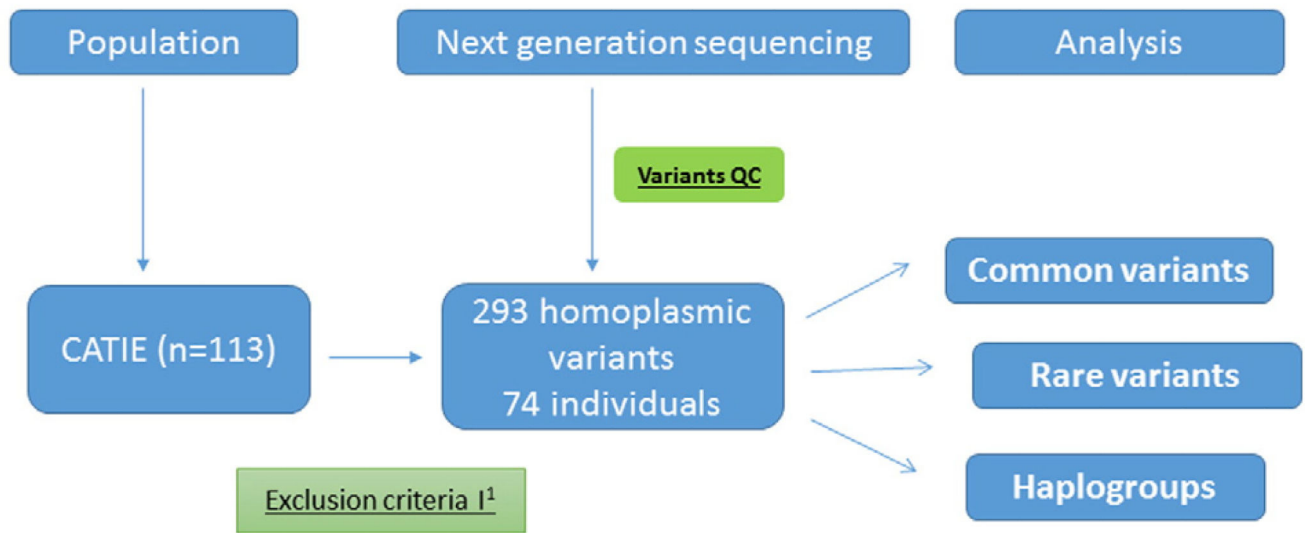 Population
Next generation sequencing
Analysis
Variants QC
CATIE (n=113)
293 homoplasmic
variants
74 individuals
Common variants
Rare variants
Haplogroups
Exclusion criteria I¹